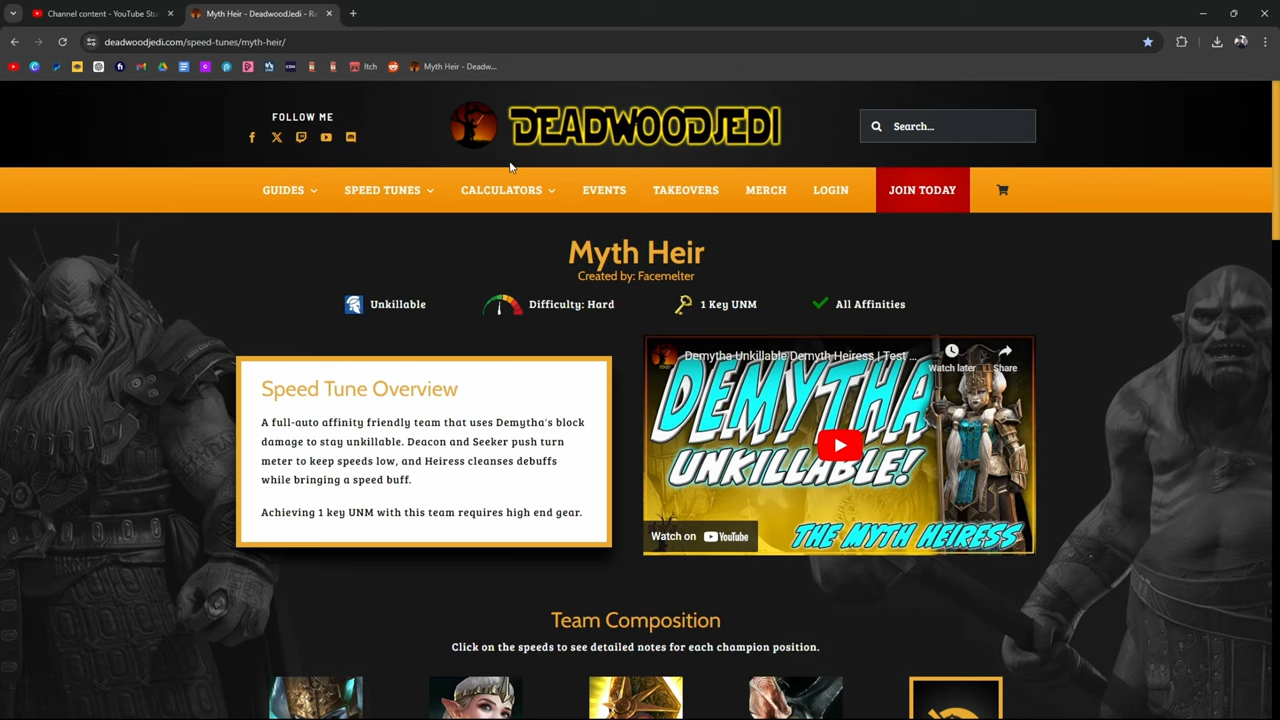 Channel content - YouTube Stu
Myth Heir - DeadwoodJedi - Ra
deadwoodjedi.com/speed-tunes/myth-heir/
Itch
Myth Heir - Deadw...
FOLLOW ME
DEADWOODJEDI
Search...
GUIDES
SPEED TUNES
CALCULATORS
EVENTS
TAKEOVERS
MERCH
LOGIN
JOIN TODAY
Myth Heir
Created by: Facemelter
Unkillable
Difficulty: Hard
1 Key UNM
All Affinities
Speed Tune Overview
A full-auto affinity friendly team that uses Demytha's block
damage to stay unkillable. Deacon and Seeker push turn
meter to keep speeds low, and Heiress cleanses debuffs
while bringing a speed buff.
Achieving 1 key UNM with this team requires high end gear.
Demytha Unkillable Demyth Heiress | Test ...
Watch later
Share
DEMYTHA
UNKILLABLE!
Watch on YouTube
THE MYTH HEIRESS
Team Composition
Click on the speeds to see detailed notes for each champion position.